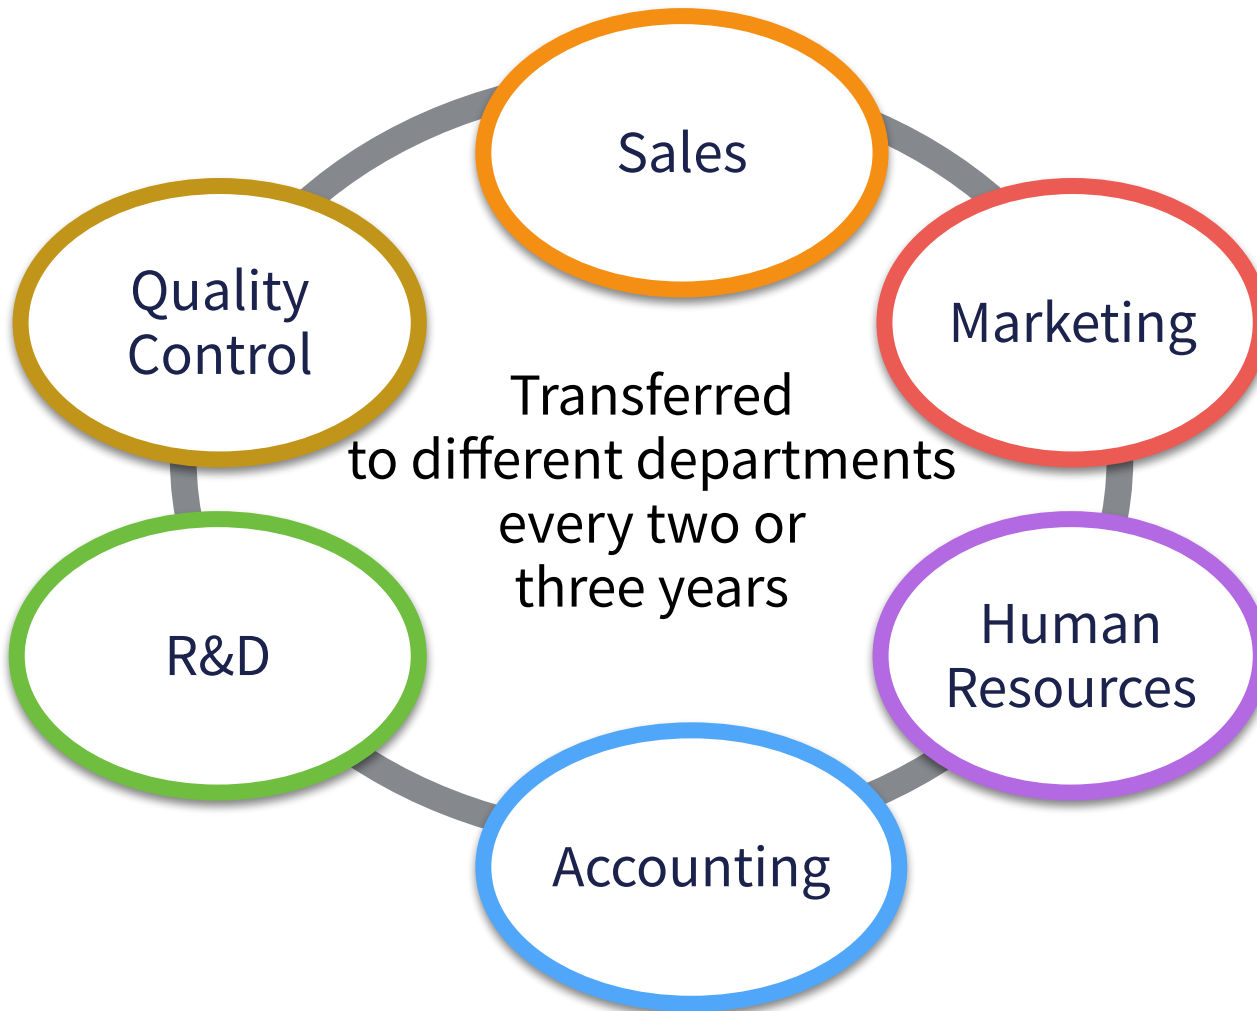 Sales
Quality
Control
Marketing
Transferred
to different departments
every two or
three years
R&D
Human
Resources
Accounting